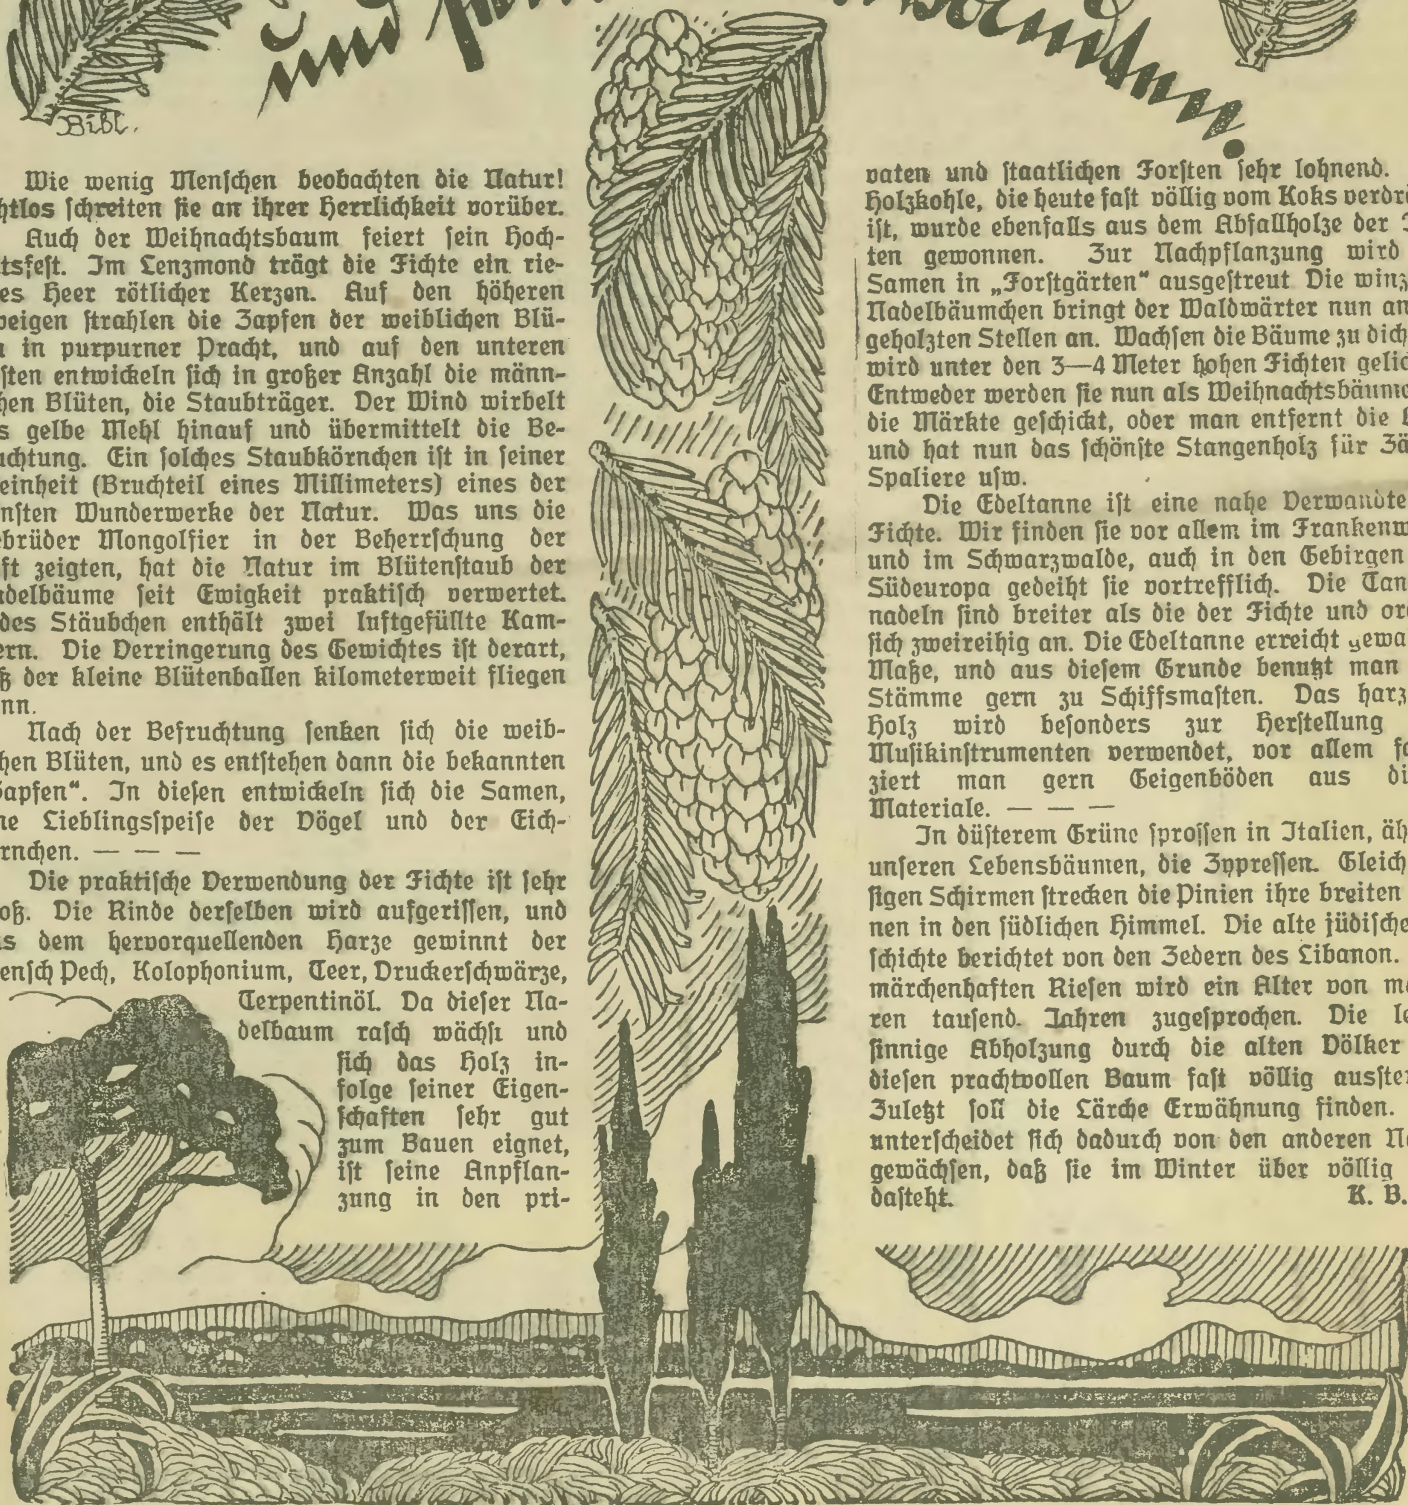 und
Bibl.
Wie wenig Menschen beobachten die Natur!
htlos schreiten sie an ihrer Herrlichkeit vorüber.
Auch der Weihnachtsbaum feiert sein Hoch-
tsfest. Im Lenzmond trägt die Fichte ein rie-
es Heer rötlicher Kerzen. Auf den höheren
eigen strahlen die Zapfen der weiblichen Blü-
in purpurner Pracht, und auf den unteren
sten entwickeln sich in großer Anzahl die männ-
hen Blüten, die Staubträger. Der Wind wirbelt
s gelbe Mehl hinauf und übermittelt die Be-
uchtung. Ein solches Staubkörnchen ist in seiner
einheit (Bruchteil eines Millimeters) eines der
nsten Wunderwerke der Natur. Was uns die
ebrüder Mongolfier in der Beherrschung der
ft zeigten, hat die Natur im Blütenstaub der
adelbäume seit Ewigkeit praktisch verwertet.
des Stäubchen enthält zwei luftgefüllte Kam-
ern. Die Verringerung des Gewichtes ist derart,
ß der kleine Blütenballen kilometerweit fliegen
nn.
Nach der Befruchtung senken sich die weib-
hen Blüten, und es entstehen dann die bekannten
apfen“. In diesen entwickeln sich die Samen,
ne Lieblingsspeise der Vögel und der Eich-
rnchen. — — —
Die praktische Verwendung der Fichte ist sehr
oß. Die Rinde derselben wird aufgerissen, und
s dem hervorquellenden Harze gewinnt der
ensch Pech, Kolophonium, Teer, Druckerschwärze,
Terpentinöl. Da dieser Na-
delbaum rasch wächst und
sich das Holz in-
folge seiner Eigen-
schaften sehr gut
zum Bauen eignet,
ist seine Anpflan-
zung in den pri-
vaten und staatlichen Forsten sehr lohnend.
Holzkohle, die heute fast völlig vom Koks verdrä
ist, wurde ebenfalls aus dem Abfallholze der
ten gewonnen. Zur Nachpflanzung wird
Samen in „Forstgärten“ ausgestreut Die winz
Nadelbäumchen bringt der Waldwärter nun an
geholzten Stellen an. Wachsen die Bäume zu dich
wird unter den 3—4 Meter hohen Fichten gelich
Entweder werden sie nun als Weihnachtsbäume
die Märkte geschickt, oder man entfernt die
und hat nun das schönste Stangenholz für Zä
Spaliere usw.
Die Edeltanne ist eine nahe Verwandte
Fichte. Wir finden sie vor allem im Frankenw
und im Schwarzwalde, auch in den Gebirgen
Südeuropa gedeiht sie vortrefflich. Die Tan
nadeln sind breiter als die der Fichte und ord
sich zweireihig an. Die Edeltanne erreicht gewa
Maße, und aus diesem Grunde benutzt man
Stämme gern zu Schiffsmasten. Das harz
Holz wird besonders zur Herstellung
Musikinstrumenten verwendet, vor allem fa
ziert man gern Geigenböden aus di
Materiale. — — —
In düsterem Grüne sprossen in Italien, äh
unseren Lebensbäumen, die Zypressen. Gleich
sigen Schirmen strecken die Pinien ihre breiten
nen in den südlichen Himmel. Die alte jüdische
schichte berichtet von den Zedern des Libanon.
märchenhaften Riesen wird ein Alter von me
ren tausend. Jahren zugesprochen. Die le
sinnige Abholzung durch die alten Völker
diesen prachtvollen Baum fast völlig ausster
Zuletzt soll die Lärche Erwähnung finden.
unterscheidet sich dadurch von den anderen Na
gewächsen, daß sie im Winter über völlig
dasteht. K. B.